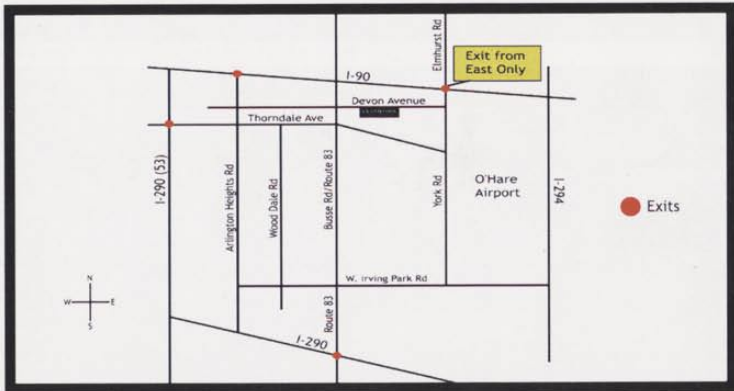 Elmhurst Rd
Exit from
East Only
I-90
Devon Avenue
Thorndale Ave
I-290 (53)
Arlington Heights Rd
Wood Dale Rd
Busse Rd/Route 83
York Rd
O'Hare
Airport
I-294
Exits
W. Irving Park Rd
N
W
E
S
Route 83
I-290